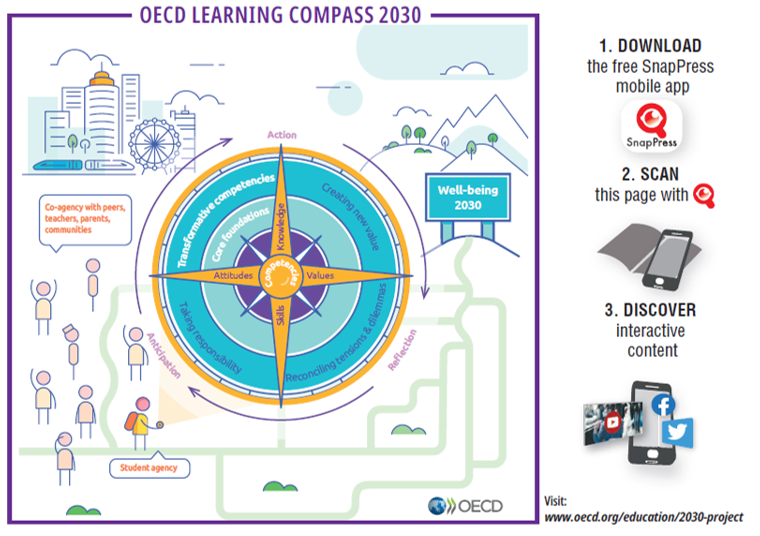 OECD LEARNING COMPASS 2030
Action
Co-agency with peers,
teachers, parents,
communities
Transformative competencies
Core foundations
Creating new value
Well-being
2030
Knowledge
Attitudes
Competencies
Values
Skills
Taking responsibility
Reconciling tensions & dilemmas
Anticipation
Reflection
Student agency
OECD
1. DOWNLOAD
the free SnapPress
mobile app
SnapPress
2. SCAN
this page with
3. DISCOVER
interactive
content
Visit:
www.oecd.org/education/2030-project